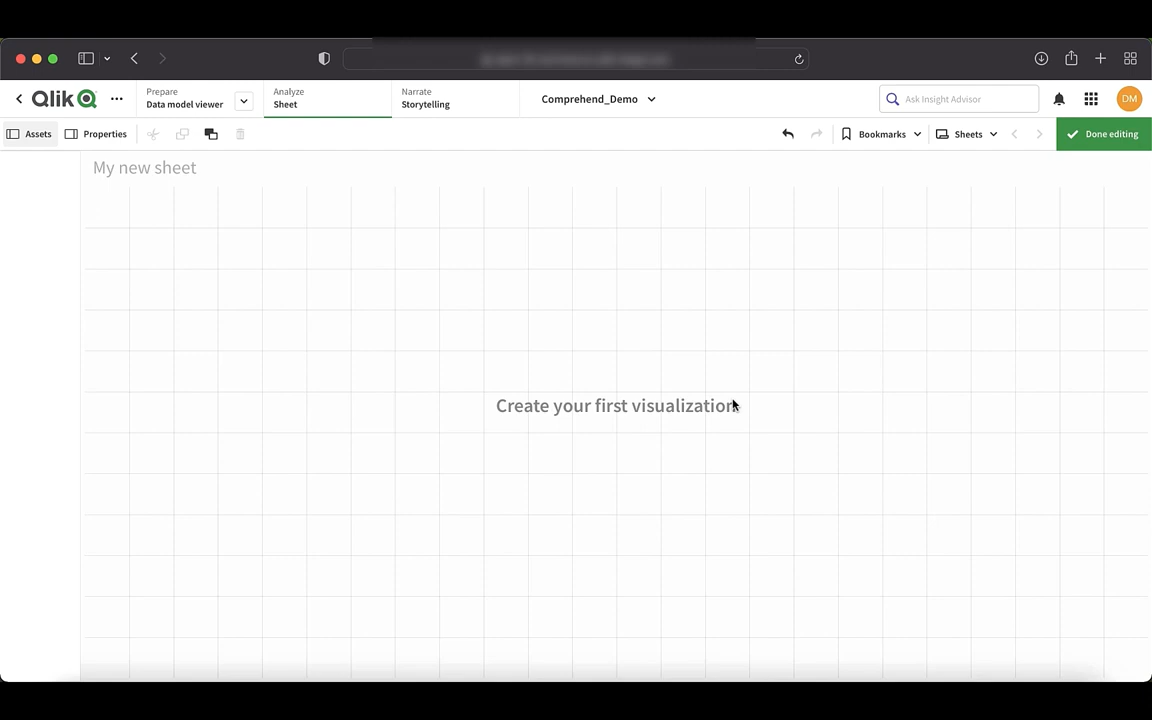 Qlik
Prepare
Data model viewer
Analyze
Sheet
Narrate
Storytelling
Comprehend_Demo
Ask Insight Advisor
DM
Assets
Properties
Bookmarks
Sheets
Done editing
My new sheet
Create your first visualization